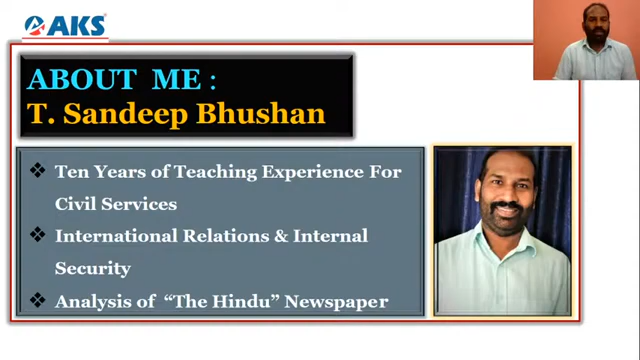 AKS
ABOUT ME :
T. Sandeep Bhushan
❖ Ten Years of Teaching Experience For
Civil Services
❖ International Relations & Internal
Security
❖ Analysis of “The Hindu” Newspaper